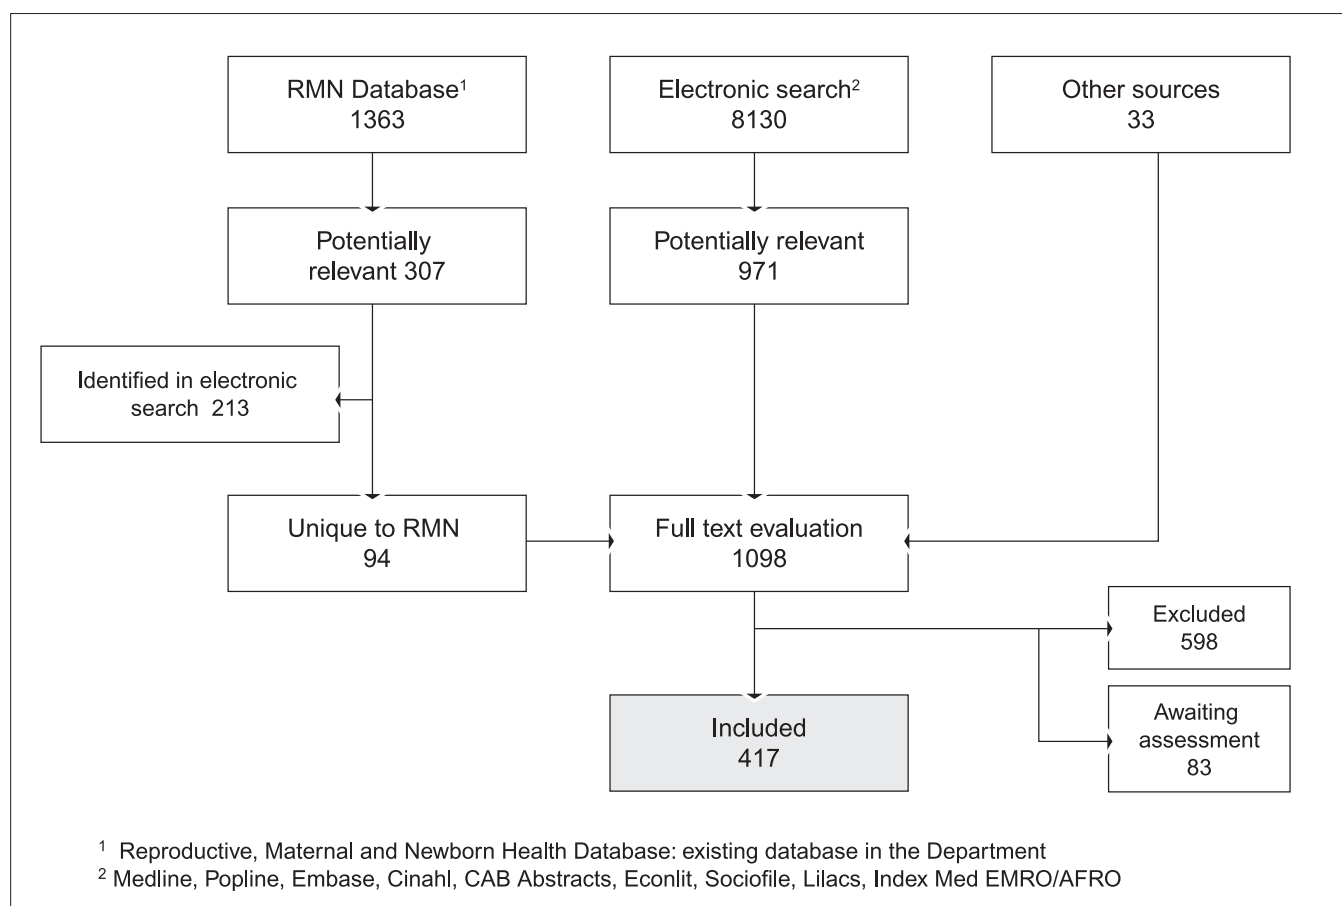 RMN Database¹
1363
Electronic search²
8130
Other sources
33
Potentially
relevant 307
Potentially relevant
971
Identified in electronic
search 213
Unique to RMN
94
Full text evaluation
1098
Excluded
598
Included
417
Awaiting
assessment
83
¹ Reproductive, Maternal and Newborn Health Database: existing database in the Department
² Medline, Popline, Embase, Cinahl, CAB Abstracts, Econlit, Sociofile, Lilacs, Index Med EMRO/AFRO